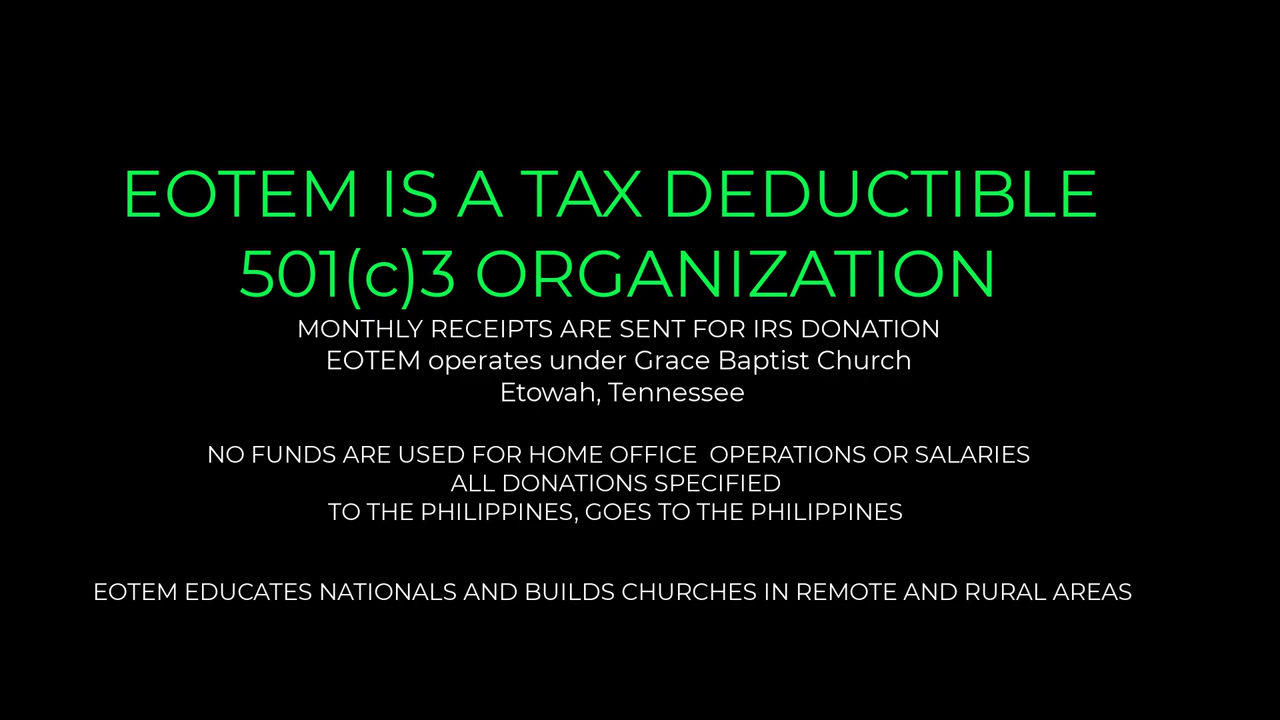 EOTEM IS A TAX DEDUCTIBLE
501(c)3 ORGANIZATION
MONTHLY RECEIPTS ARE SENT FOR IRS DONATION
EOTEM operates under Grace Baptist Church
Etowah, Tennessee
NO FUNDS ARE USED FOR HOME OFFICE  OPERATIONS OR SALARIES
ALL DONATIONS SPECIFIED
TO THE PHILIPPINES, GOES TO THE PHILIPPINES
EOTEM EDUCATES NATIONALS AND BUILDS CHURCHES IN REMOTE AND RURAL AREAS